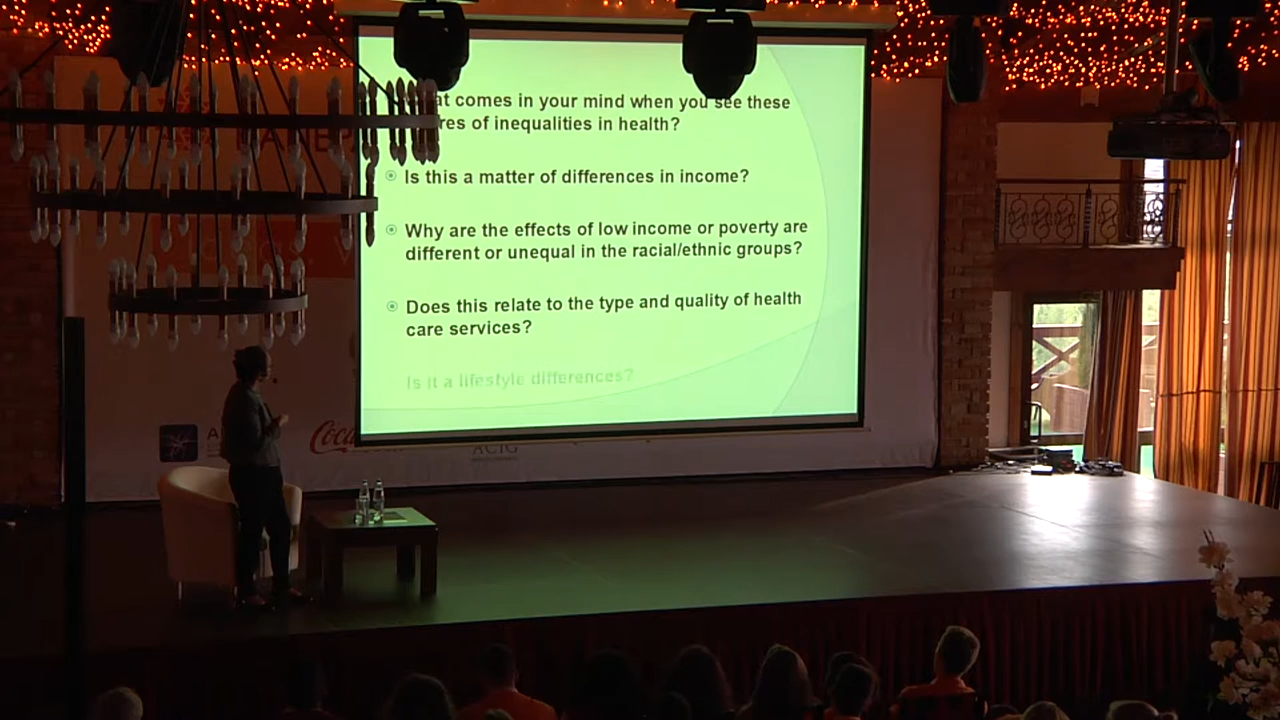 at comes in your mind when you see these
res of inequalities in health?
Is this a matter of differences in income?
Why are the effects of low income or poverty are
different or unequal in the racial/ethnic groups?
Does this relate to the type and quality of health
care services?
Is it a lifestyle differences?
Coca
ACIG